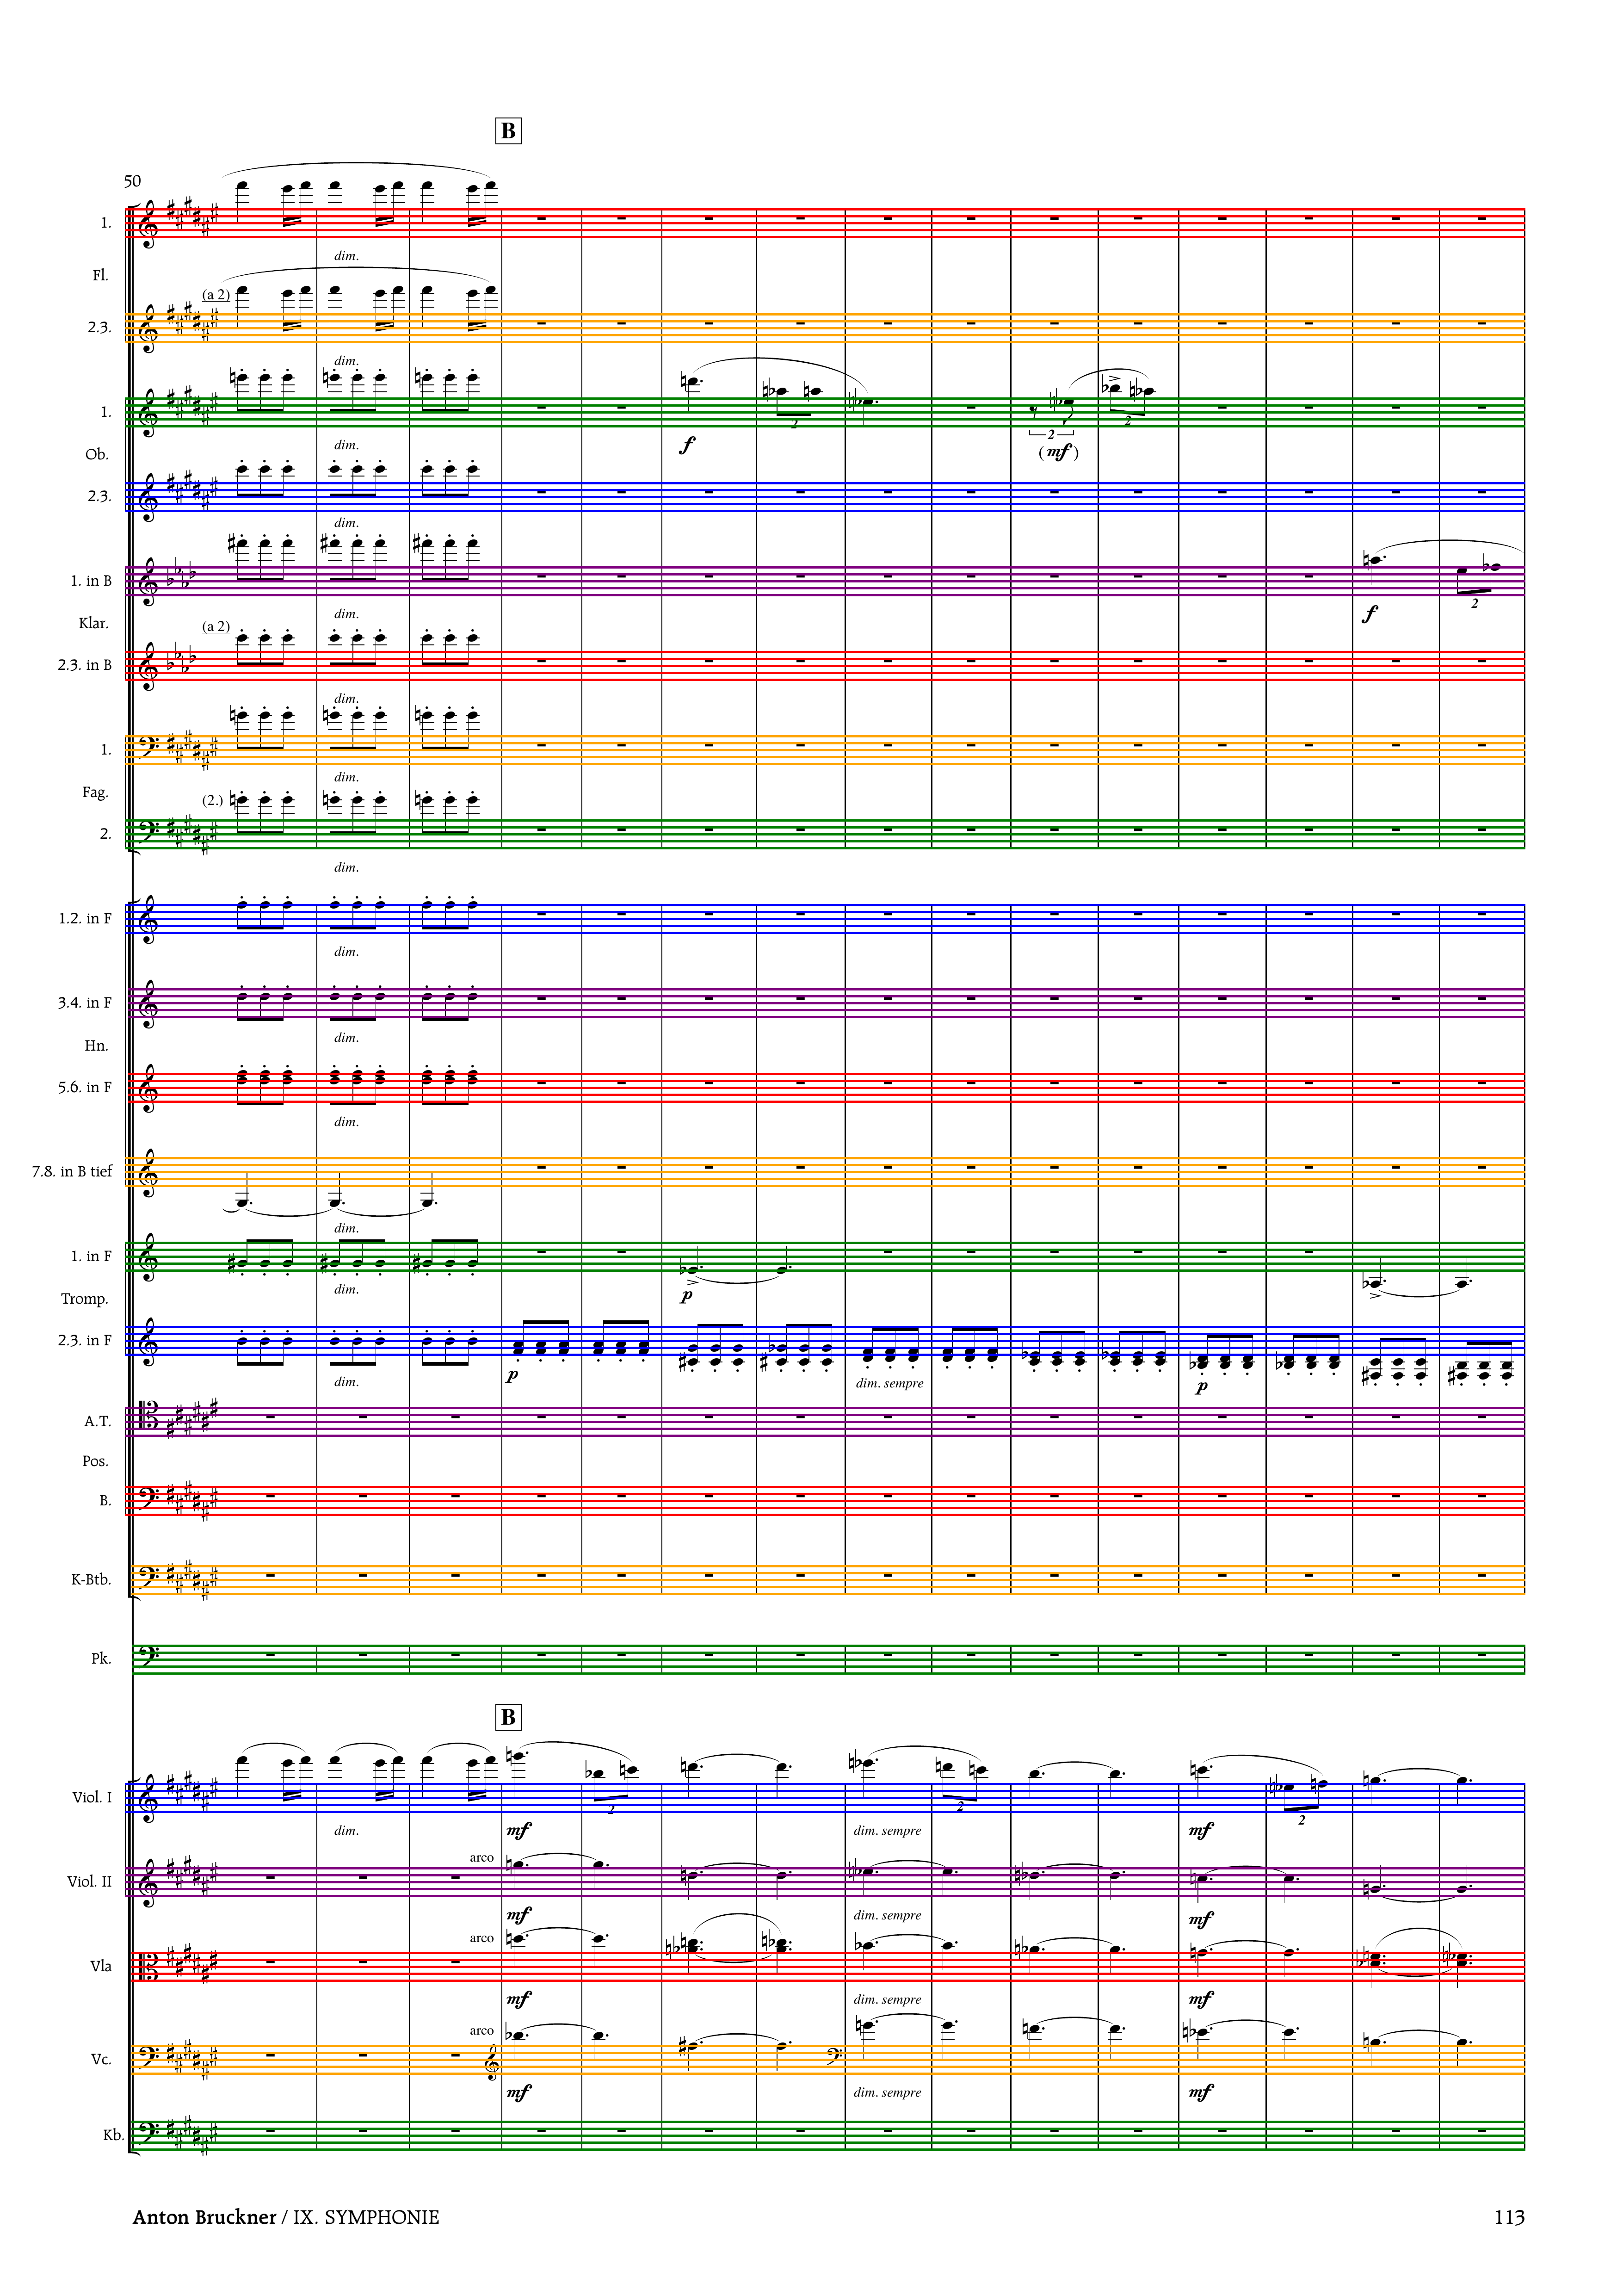 B
50
1.
dim.
Fl.
(a 2)
2.3.
dim.
1.
2
2
dim.
f
(mf)
Ob.
2.3.
dim.
1. in B
2
dim.
f
Klar.
(a 2)
2.3. in B
dim.
1.
dim.
Fag.
(2.)
2.
dim.
1.2. in F
dim.
3.4. in F
dim.
Hn.
5.6. in F
dim.
7.8. in B tief
dim.
1. in F
dim.
p
Tromp.
2.3. in F
p
dim.
dim. sempre
p
A.T.
Pos.
B.
K-Btb.
Pk.
B
Viol. I
2
2
2
dim.
mf
dim. sempre
mf
arco
Viol. II
mf
dim. sempre
mf
arco
Vla
mf
dim. sempre
mf
arco
Vc.
mf
dim. sempre
mf
Kb.
Anton Bruckner / IX. SYMPHONIE
113